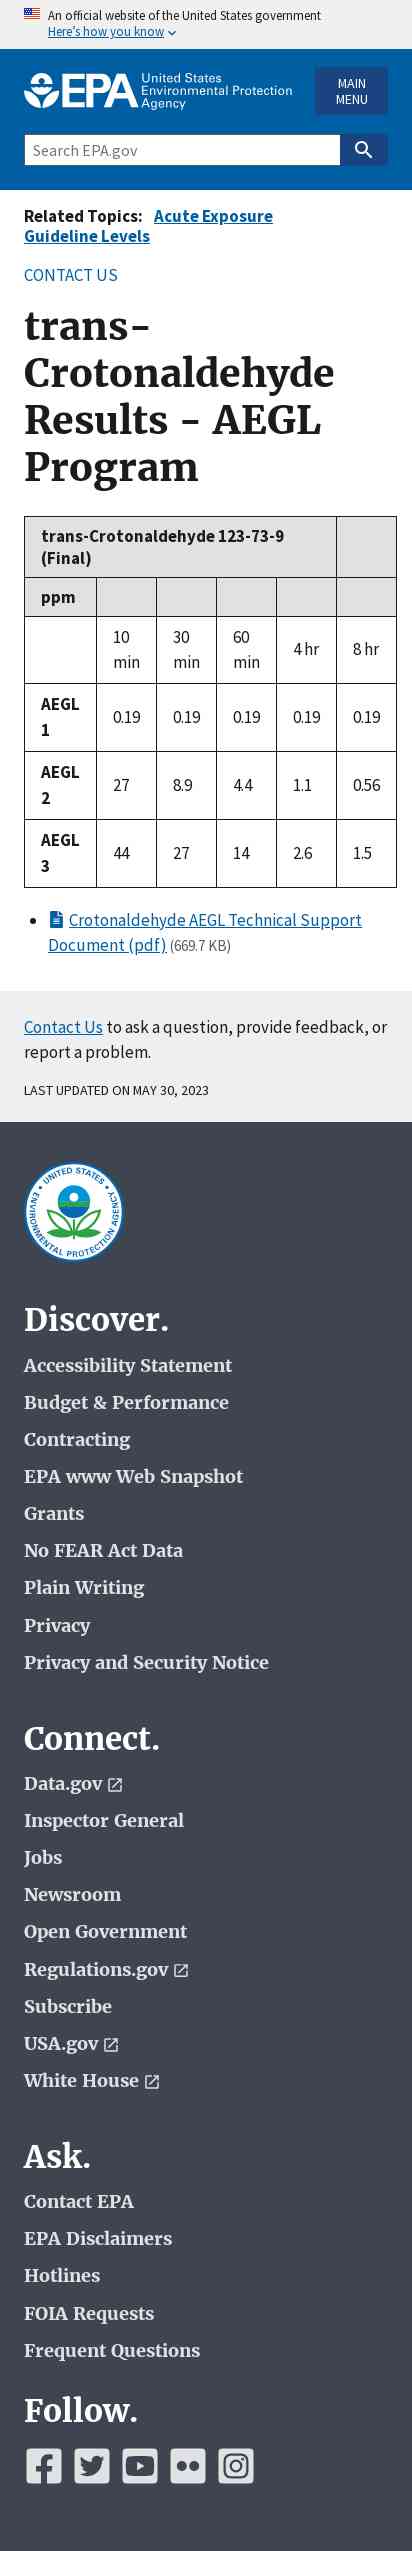 An official website of the United States government
Here's how you know
EPA United States
Environmental Protection
Agency
MAIN
MENU
Search EPA.gov
Related Topics: Acute Exposure
Guideline Levels
CONTACT US
trans-
Crotonaldehyde
Results - AEGL
Program
trans-Crotonaldehyde 123-73-9
(Final)
ppm
10 min 30 min 60 min 4 hr 8 hr
AEGL 1 0.19 0.19 0.19 0.19 0.19
AEGL 2 27 8.9 4.4 1.1 0.56
AEGL 3 44 27 14 2.6 1.5
Crotonaldehyde AEGL Technical Support
Document (pdf) (669.7 KB)
Contact Us to ask a question, provide feedback, or
report a problem.
LAST UPDATED ON MAY 30, 2023
UNITED STATES
ENVIRONMENTAL PROTECTION AGENCY
Discover.
Accessibility Statement
Budget & Performance
Contracting
EPA www Web Snapshot
Grants
No FEAR Act Data
Plain Writing
Privacy
Privacy and Security Notice
Connect.
Data.gov
Inspector General
Jobs
Newsroom
Open Government
Regulations.gov
Subscribe
USA.gov
White House
Ask.
Contact EPA
EPA Disclaimers
Hotlines
FOIA Requests
Frequent Questions
Follow.